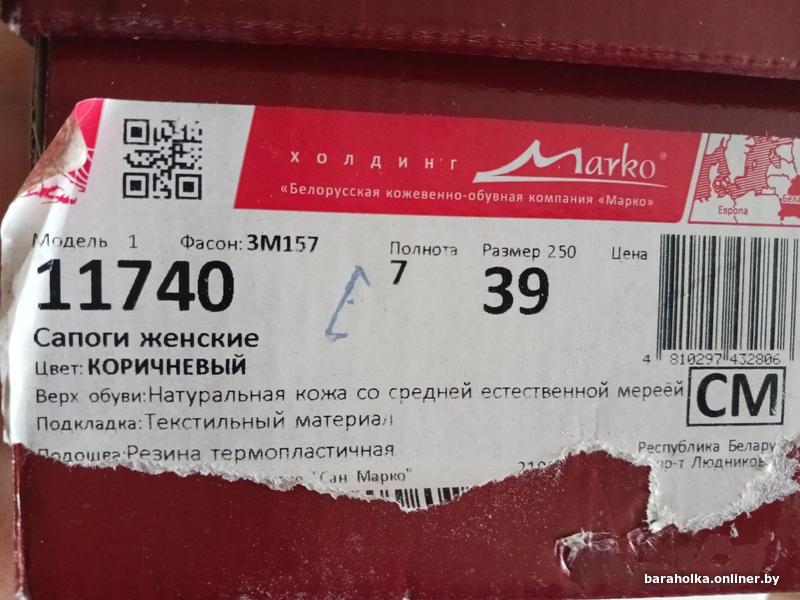 ХОЛДИНГ Marko®
«Белорусская кожевенно-обувная компания «Марко»
Европа
Модель 1 Фасон: 3М157 Полнота Размер 250 Цена
11740 7 39
Сапоги женские
Цвет: КОРИЧНЕВЫЙ
4 810297 432806
Верх обуви: Натуральная кожа со средней естественной мереёй СМ
Подкладка: Текстильный материал
Подошва: Резина термопластичная
Республика Белару
"Сан Марко" 210
о-т Людников
baraholka.onliner.by